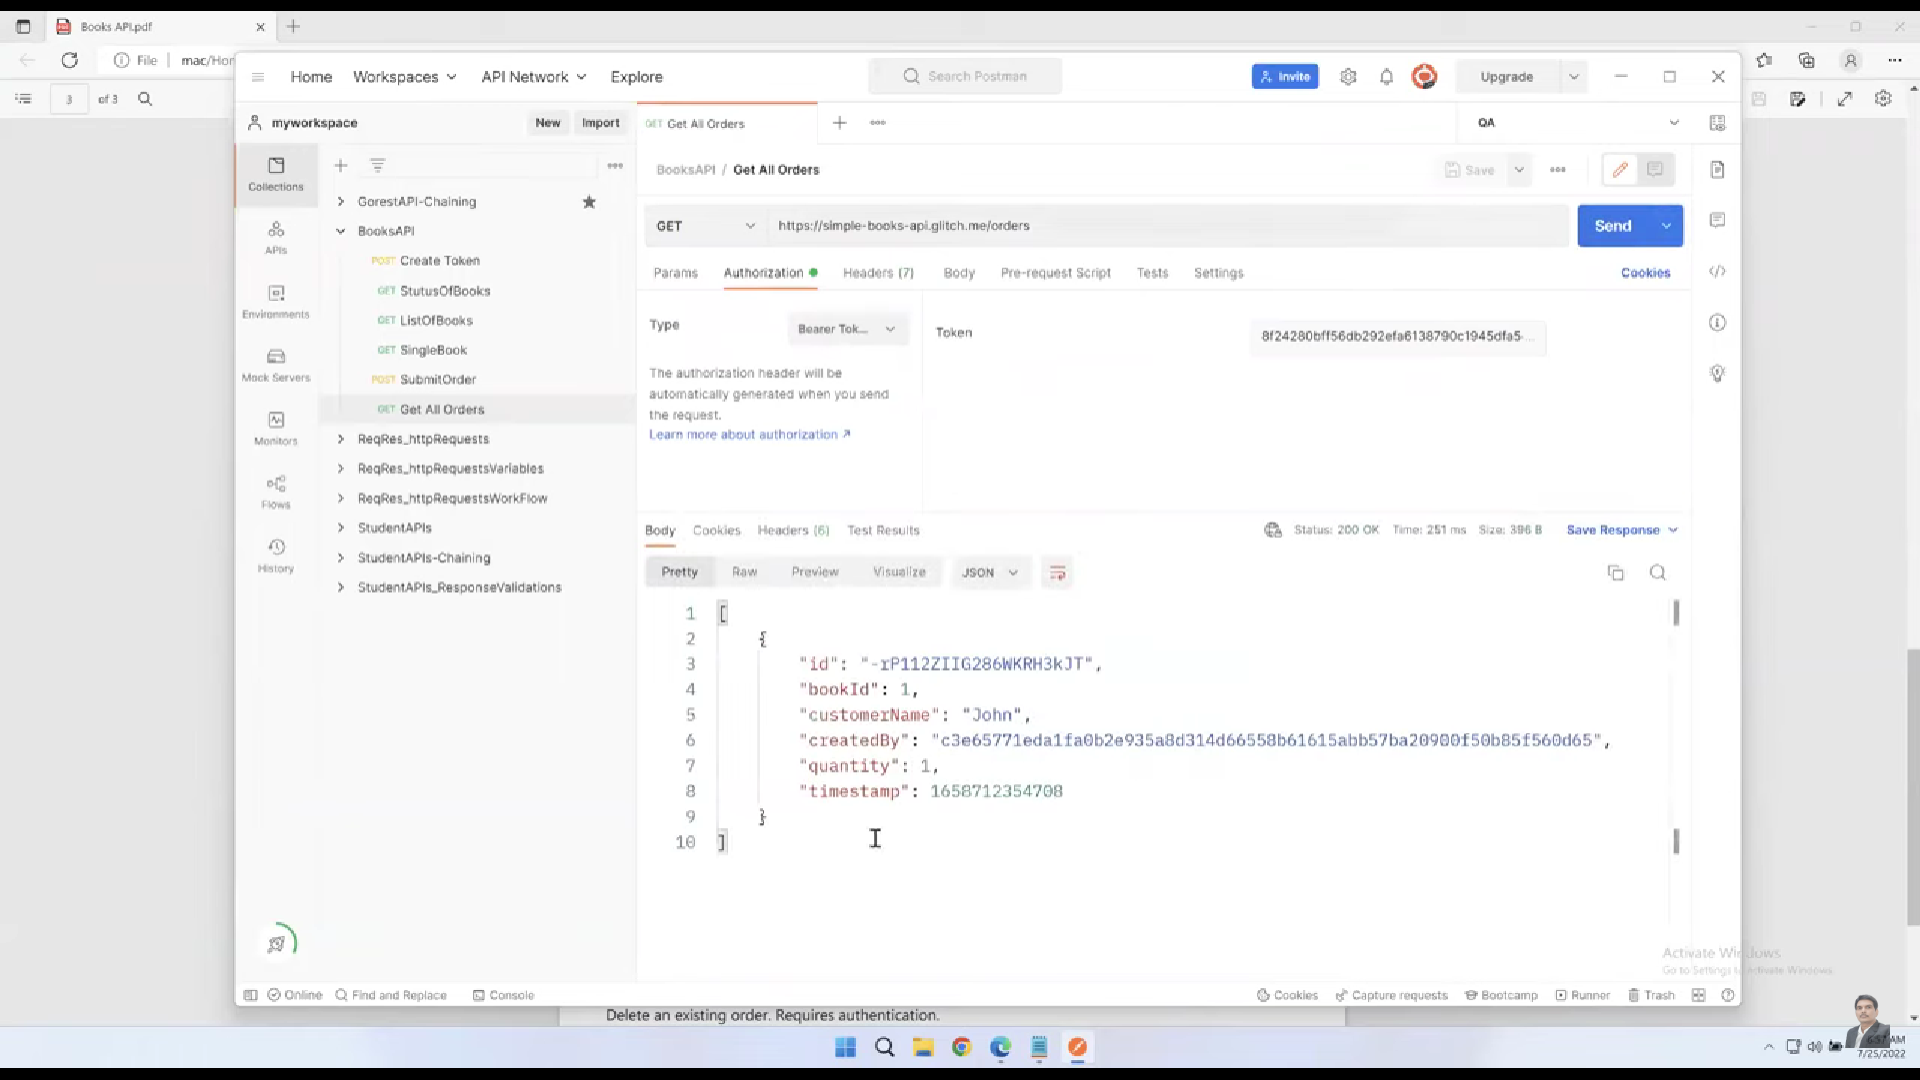 Books API.pdf
File
mac/Hom
3 of 3
Home
Workspaces
API Network
Explore
Search Postman
Invite
Upgrade
myworkspace
New
Import
GET Get All Orders
QA
BooksAPI / Get All Orders
Save
Collections
APIs
Environments
Mock Servers
Monitors
Flows
History
GorestAPI-Chaining
BooksAPI
POST Create Token
GET StutusOfBooks
GET ListOfBooks
GET SingleBook
POST SubmitOrder
GET Get All Orders
ReqRes_httpRequests
ReqRes_httpRequestsVariables
ReqRes_httpRequestsWorkFlow
StudentAPIs
StudentAPIs-Chaining
StudentAPIs_ResponseValidations
GET
https://simple-books-api.glitch.me/orders
Send
Params
Authorization
Headers (7)
Body
Pre-request Script
Tests
Settings
Cookies
Type
Bearer Tok...
Token
8f24280bff56db292efa6138790c1945dfa5-...
The authorization header will be
automatically generated when you send
the request.
Learn more about authorization ↗
Body
Cookies
Headers (6)
Test Results
Status: 200 OK
Time: 251 ms
Size: 396 B
Save Response
Pretty
Raw
Preview
Visualize
JSON
1 [
2 {
3 "id": "-rP112ZIIG286WKRH3kJT",
4 "bookId": 1,
5 "customerName": "John",
6 "createdBy": "c3e65771eda1fa0b2e935a8d314d66558b61615abb57ba20900f50b85f560d65",
7 "quantity": 1,
8 "timestamp": 1658712354708
9 }
10 ]
Activate Windows
Go to Settings to activate Windows.
Online
Find and Replace
Console
Cookies
Capture requests
Bootcamp
Runner
Trash
Delete an existing order. Requires authentication.
6:57 AM
7/25/2022